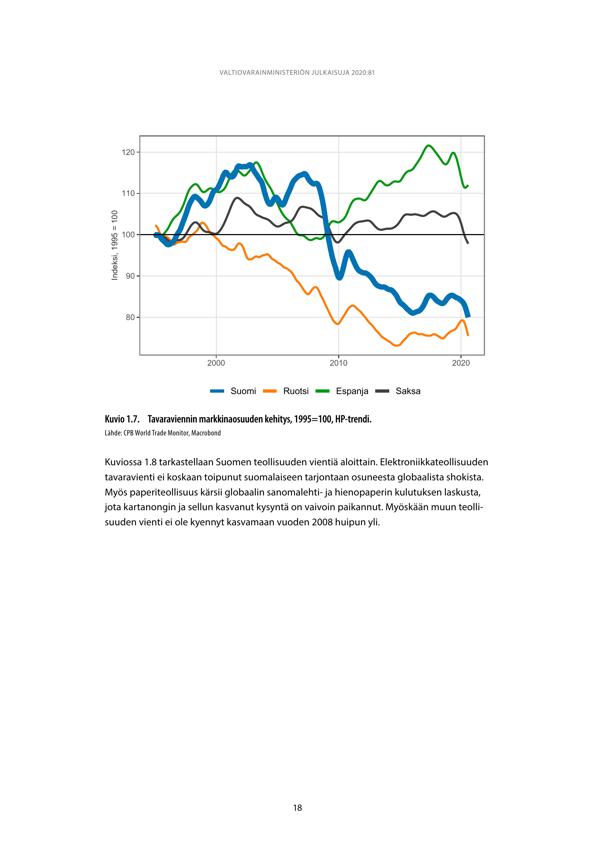 VALTIOVARAINMINISTERIÖN JULKAISUJA 2020:81
120
110
100
90
80
Indeksi, 1995 = 100
2000 2010 2020
Suomi Ruotsi Espanja Saksa
Kuvio 1.7. Tavaraviennin markkinaosuuden kehitys, 1995=100, HP-trendi.
Lähde: CPB World Trade Monitor, Macrobond
Kuviossa 1.8 tarkastellaan Suomen teollisuuden vientiä aloittain. Elektroniikkateollisuuden
tavaravienti ei koskaan toipunut suomalaiseen tarjontaan osuneesta globaalista shokista.
Myös paperiteollisuus kärsii globaalin sanomalehti- ja hienopaperin kulutuksen laskusta,
jota kartanongin ja sellun kasvanut kysyntä on vaivoin paikannut. Myöskään muun teolli-
suuden vienti ei ole kyennyt kasvamaan vuoden 2008 huipun yli.
18